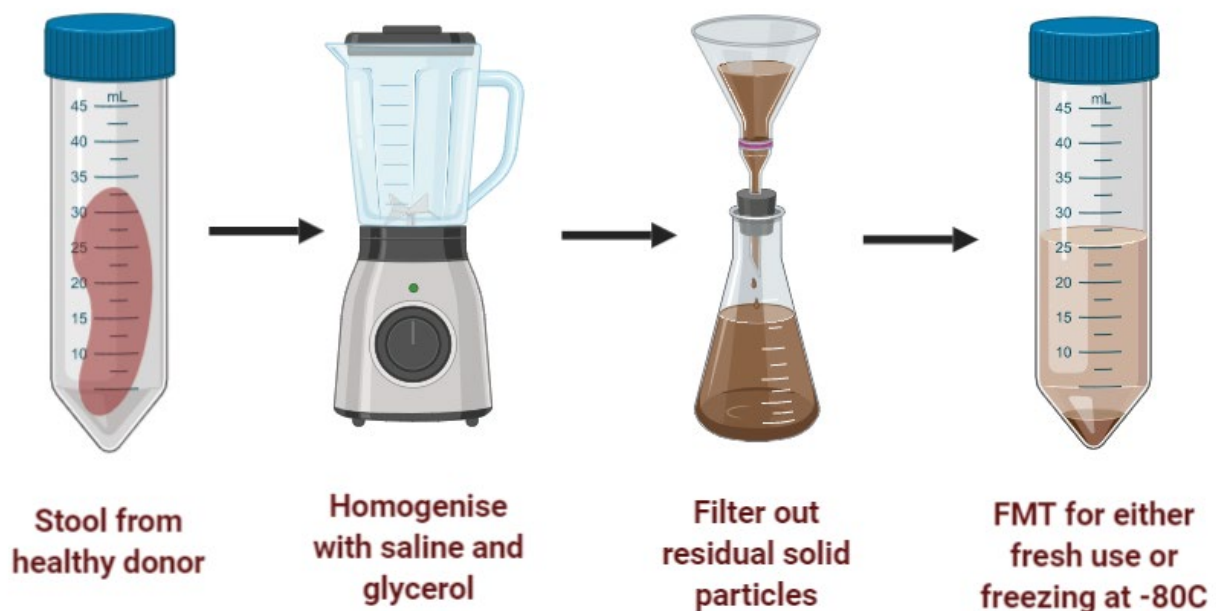 mL
45
40
35
30
25
20
15
10
mL
45
40
35
30
25
20
15
10
Stool from
healthy donor
Homogenise
with saline and
glycerol
Filter out
residual solid
particles
FMT for either
fresh use or
freezing at -80C